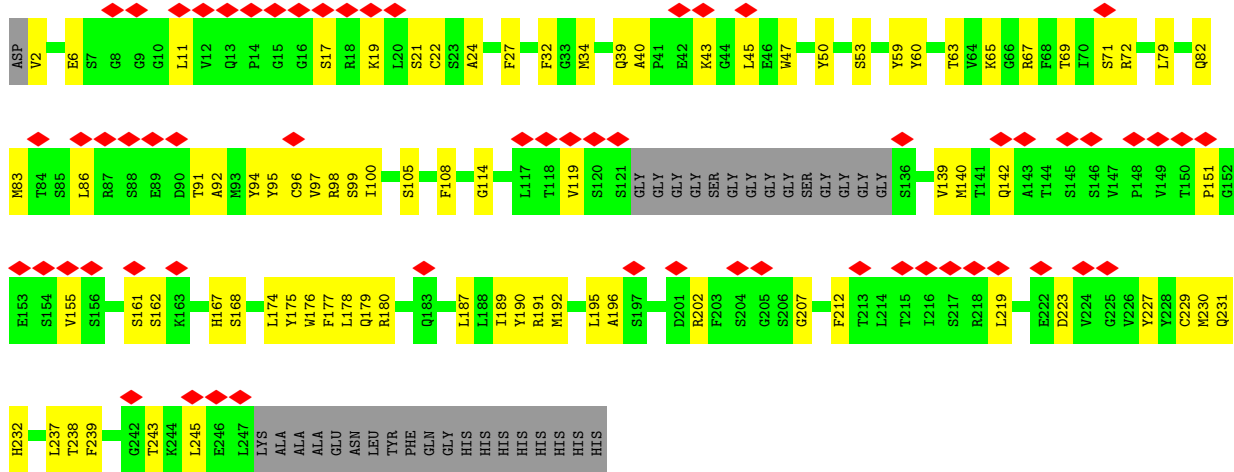 ASP V2 E6 S7 G8 G9 G10 L11 V12 Q13 P14 G15 G16 S17 R18 K19 L20 S21 C22 S23 A24 F27 F32 G33 M34 Q39 A40 P41 E42 K43 G44 L45 E46 W47 Y50 S53 Y59 Y60 T63 V64 K65 G66 R67 F68 T69 I70 S71 R72 L79 Q82
M83 T84 S85 L86 R87 S88 E89 D90 T91 A92 M93 Y94 Y95 C96 V97 R98 S99 I100 S105 F108 G114 L117 T118 V119 S120 S121 GLY GLY GLY GLY SER GLY GLY GLY GLY SER GLY GLY GLY GLY S136 V139 M140 T141 Q142 A143 T144 S145 S146 V147 P148 V149 T150 P151 G152
E153 S154 V155 S156 S161 S162 K163 H167 S168 L174 Y175 W176 F177 L178 Q179 R180 Q183 L187 L188 I189 Y190 R191 M192 L195 A196 S197 D201 R202 F203 S204 G205 S206 G207 F212 T213 L214 T215 I216 S217 R218 L219 E222 D223 V224 G225 V226 Y227 Y228 C229 M230 Q231
H232 L237 T238 F239 G242 T243 K244 L245 E246 L247 LYS ALA ALA ALA GLU ASN LEU TYR PHE GLN GLY HIS HIS HIS HIS HIS HIS HIS HIS